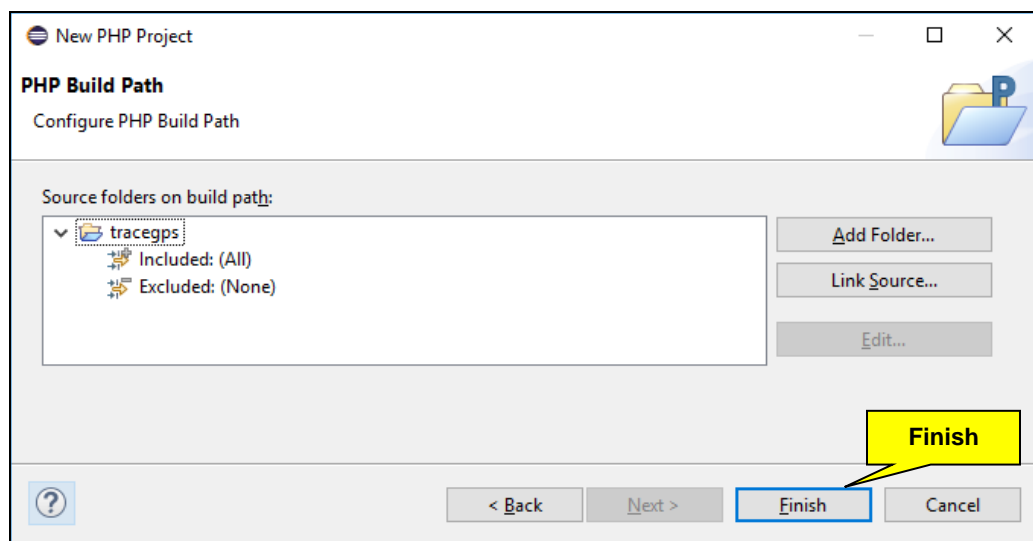 New PHP Project
PHP Build Path
Configure PHP Build Path
Source folders on build path:
tracegps
Included: (All)
Excluded: (None)
Add Folder...
Link Source...
Edit...
Finish
< Back
Next >
Finish
Cancel